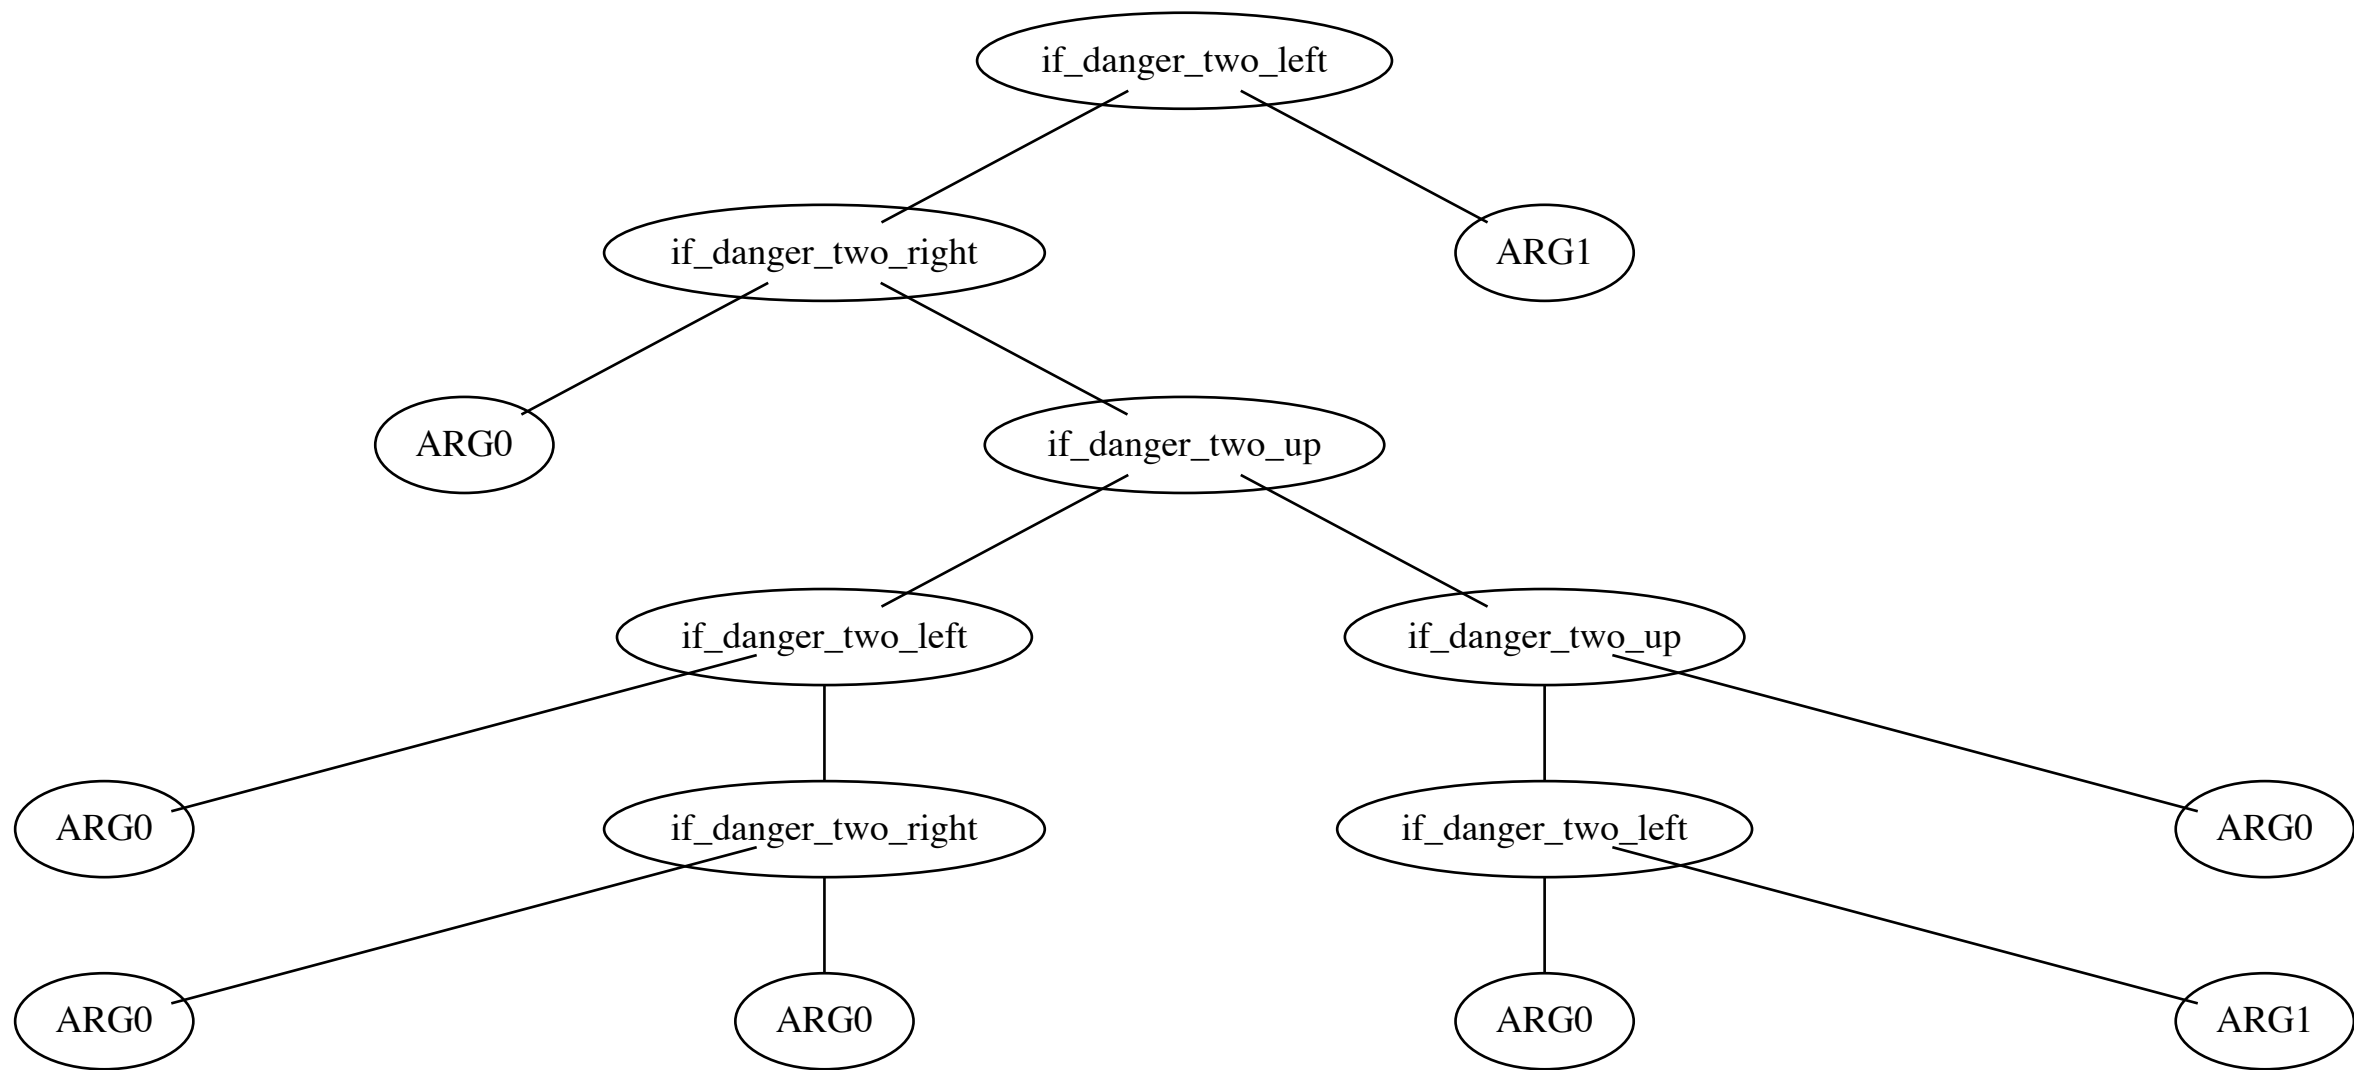 if_danger_two_left
if_danger_two_right
ARG1
ARG0
if_danger_two_up
if_danger_two_left
if_danger_two_up
ARG0
if_danger_two_right
if_danger_two_left
ARG0
ARG0
ARG0
ARG0
ARG1